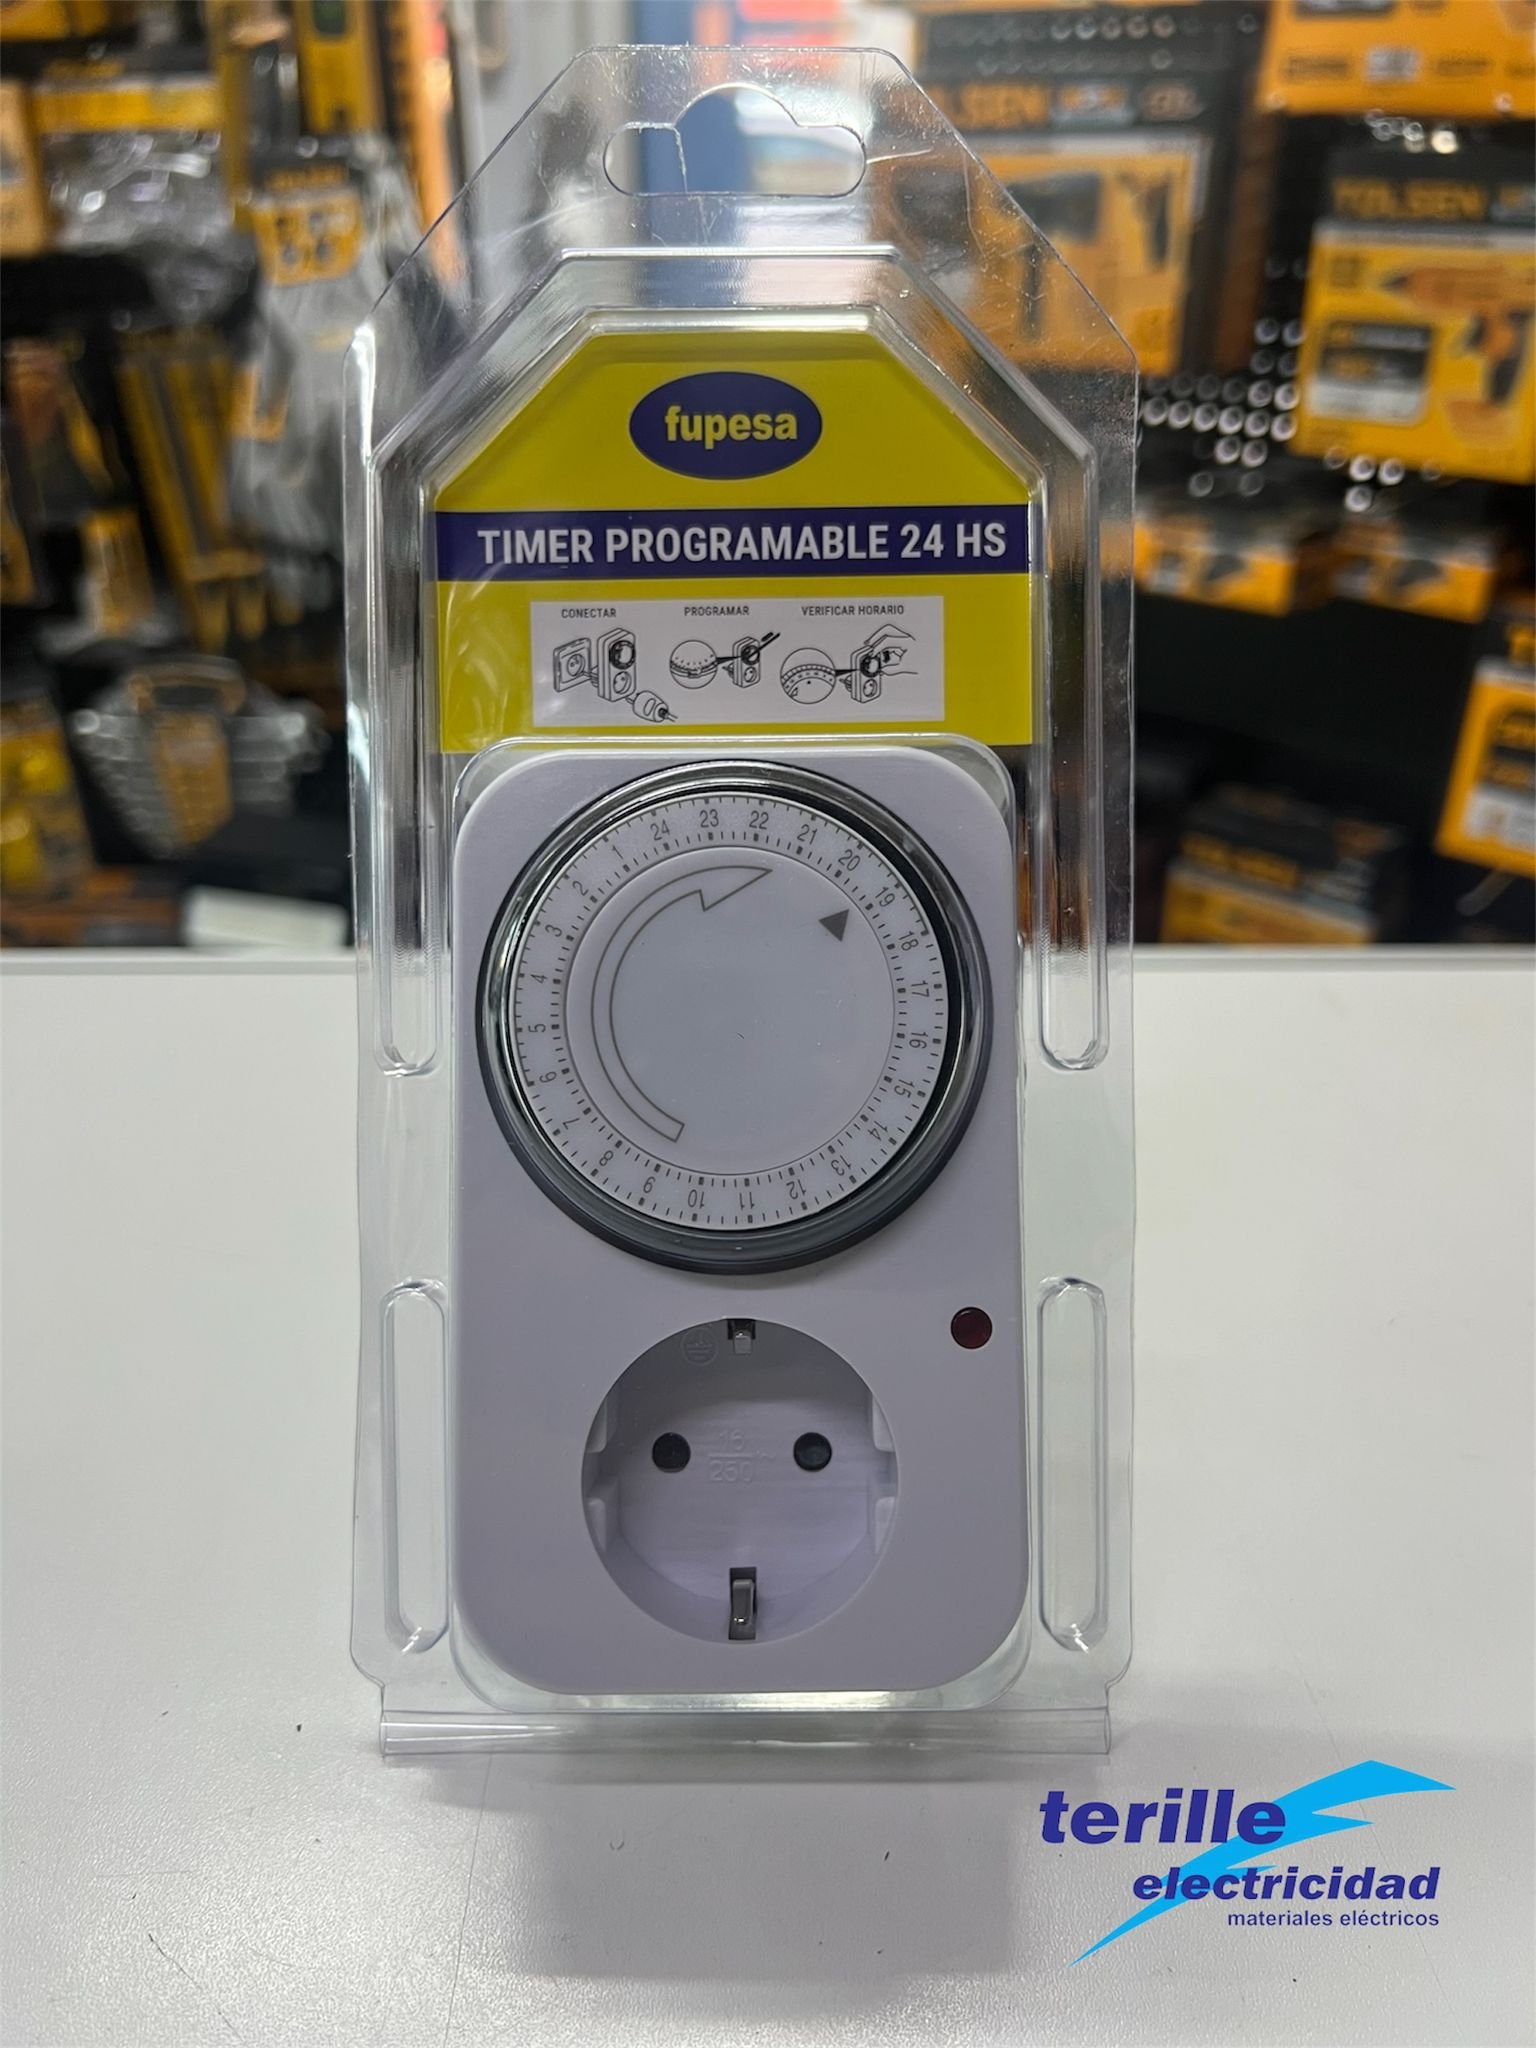 TOLSEN
TOLSEN
fupesa
TIMER PROGRAMABLE 24 HS
CONECTAR PROGRAMAR VERIFICAR HORARIO
24 23 22 21 20 19 18 17 16 15 14 13 12 11 10 9 8 7 6 5 4 3 2 1
16
250 ~
terille
electricidad
materiales eléctricos